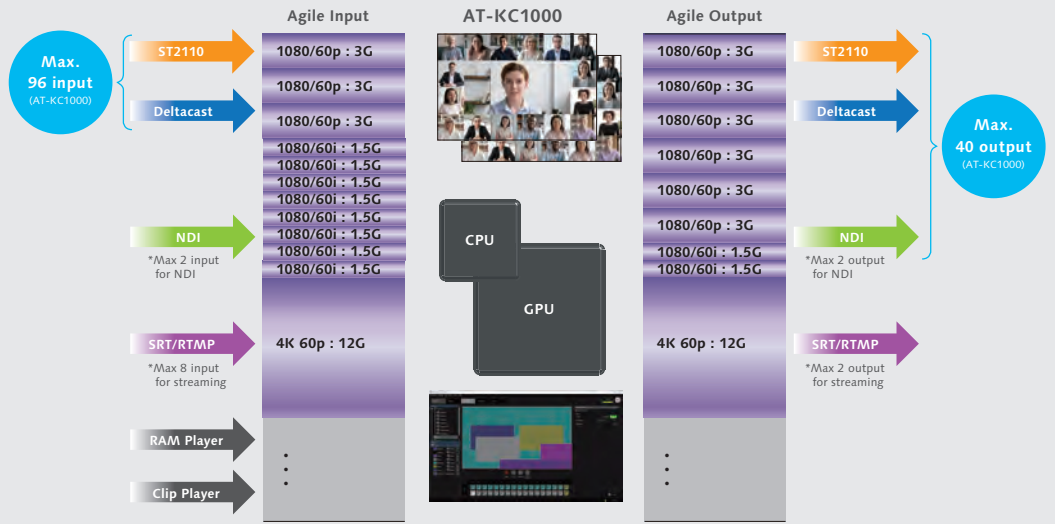 Agile Input
AT-KC1000
Agile Output
Max.
96 input
(AT-KC1000)
ST2110
Deltacast
NDI
*Max 2 input
for NDI
SRT/RTMP
*Max 8 input
for streaming
RAM Player
Clip Player
1080/60p : 3G
1080/60p : 3G
1080/60p : 3G
1080/60i : 1.5G
1080/60i : 1.5G
1080/60i : 1.5G
1080/60i : 1.5G
1080/60i : 1.5G
1080/60i : 1.5G
1080/60i : 1.5G
1080/60i : 1.5G
4K 60p : 12G
CPU
GPU
1080/60p : 3G
1080/60p : 3G
1080/60p : 3G
1080/60p : 3G
1080/60p : 3G
1080/60p : 3G
1080/60i : 1.5G
1080/60i : 1.5G
4K 60p : 12G
ST2110
Deltacast
NDI
*Max 2 output
for NDI
SRT/RTMP
*Max 2 output
for streaming
Max.
40 output
(AT-KC1000)